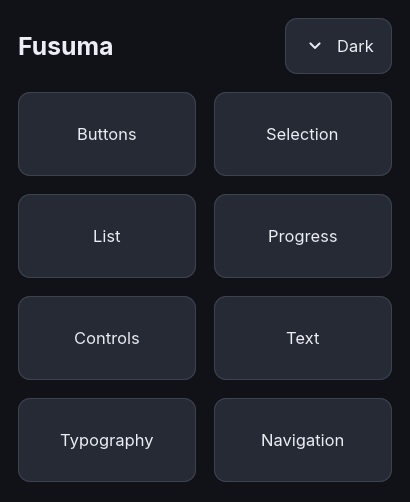 Fusuma
Dark
Buttons
Selection
List
Progress
Controls
Text
Typography
Navigation